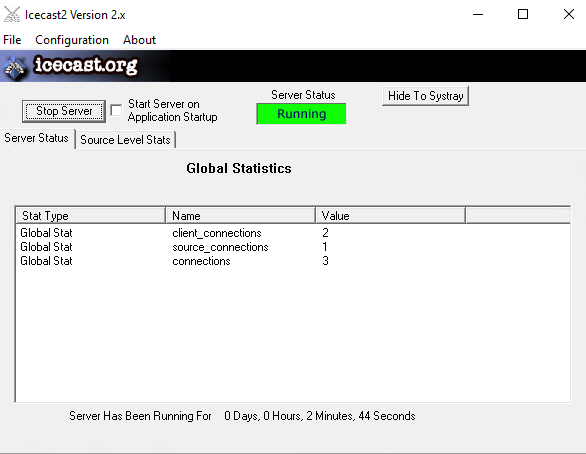 Icecast2 Version 2.x
File Configuration About
icecast.org
Server Status
Hide To Systray
Stop Server
Start Server on
Application Startup
Running
Server Status Source Level Stats
Global Statistics
Stat Type Name Value
Global Stat client_connections 2
Global Stat source_connections 1
Global Stat connections 3
Server Has Been Running For 0 Days, 0 Hours, 2 Minutes, 44 Seconds